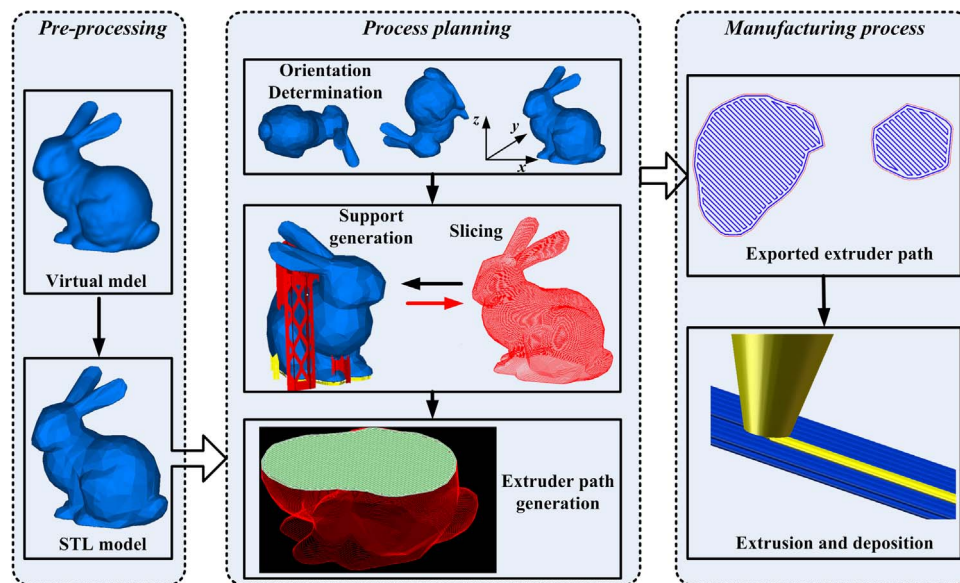 Pre-processing
Virtual mdel
STL model
Process planning
Orientation
Determination
z
y
x
Support
generation
Slicing
Extruder path
generation
Manufacturing process
Exported extruder path
Extrusion and deposition